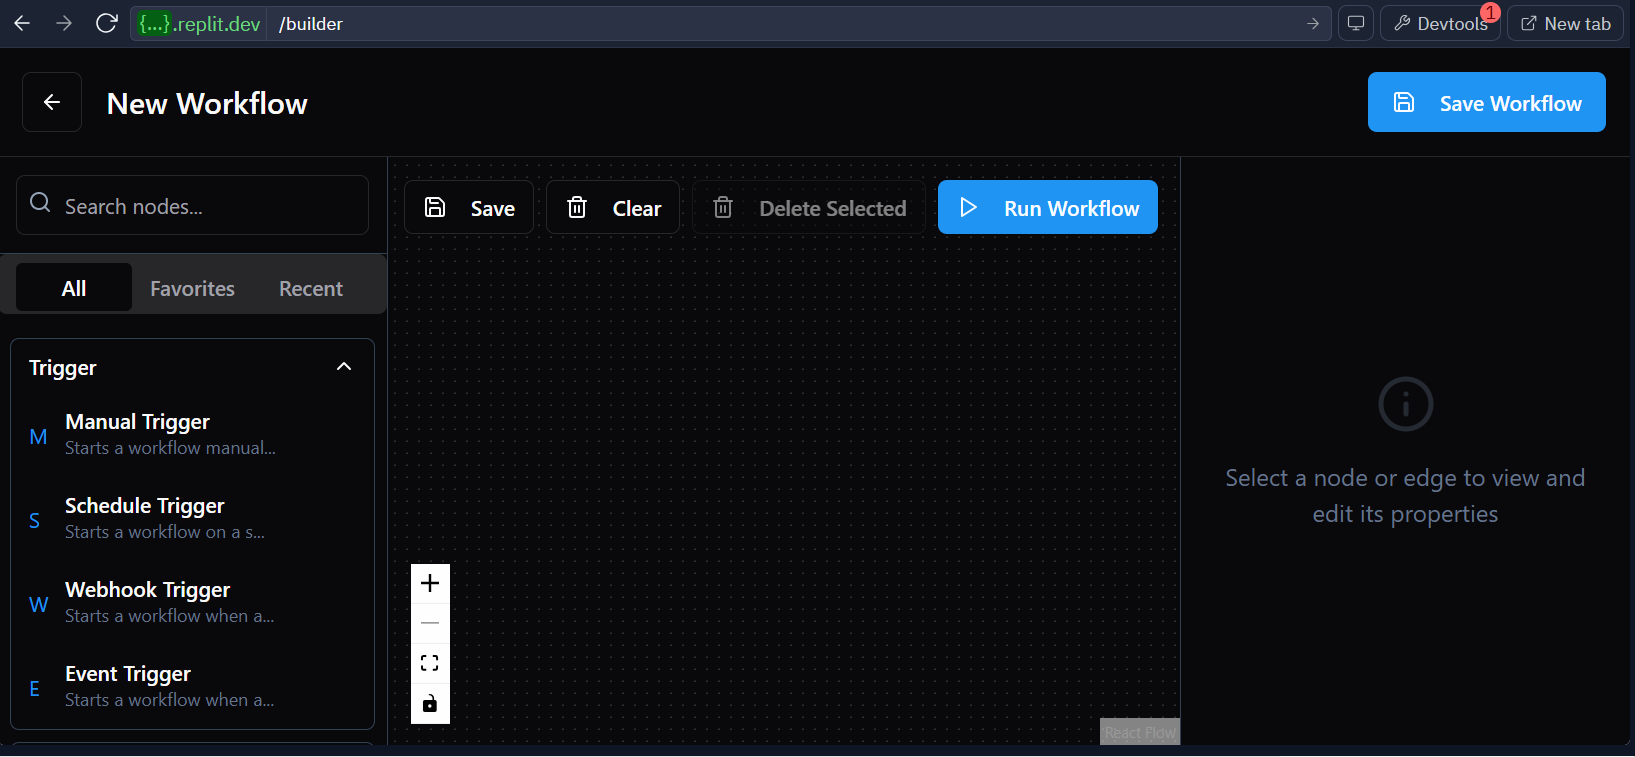 {...}.replit.dev /builder
Devtools 1
New tab
New Workflow
Save Workflow
Search nodes...
All Favorites Recent
Trigger
M Manual Trigger
Starts a workflow manual...
S Schedule Trigger
Starts a workflow on a s...
W Webhook Trigger
Starts a workflow when a...
E Event Trigger
Starts a workflow when a...
Save Clear Delete Selected Run Workflow
React Flow
Select a node or edge to view and
edit its properties